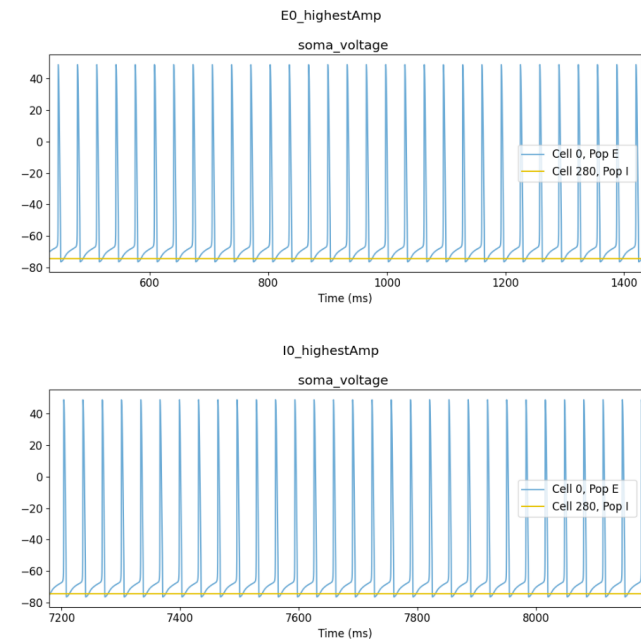 E0_highestAmp
soma_voltage
40
20
0
−20
−40
−60
−80
Cell 0, Pop E
Cell 280, Pop I
600 800 1000 1200 1400
Time (ms)
I0_highestAmp
soma_voltage
40
20
0
−20
−40
−60
−80
Cell 0, Pop E
Cell 280, Pop I
7200 7400 7600 7800 8000
Time (ms)